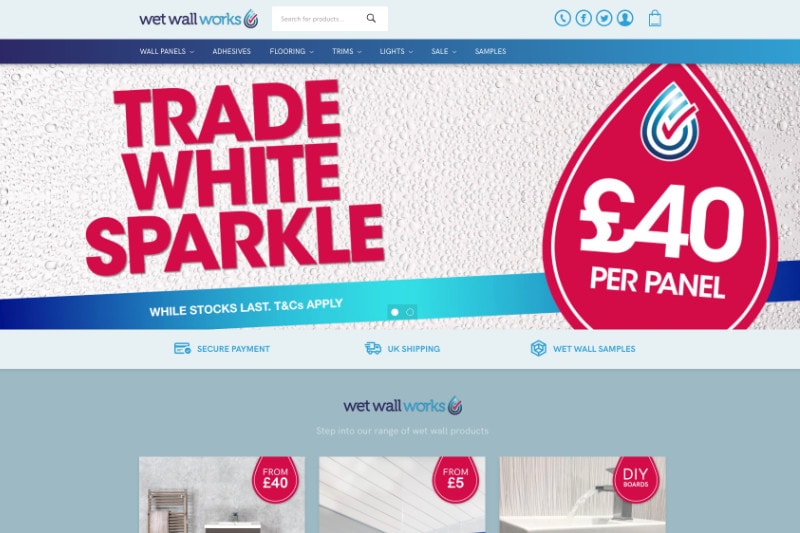 wet wall works
Search for products...
WALL PANELS ADHESIVES FLOORING TRIMS LIGHTS SALE SAMPLES
TRADE
WHITE
SPARKLE
£40
PER PANEL
WHILE STOCKS LAST. T&Cs APPLY
SECURE PAYMENT
UK SHIPPING
WET WALL SAMPLES
wet wall works
Step into our range of wet wall products
FROM
£40
FROM
£5
DIY
BOARDS